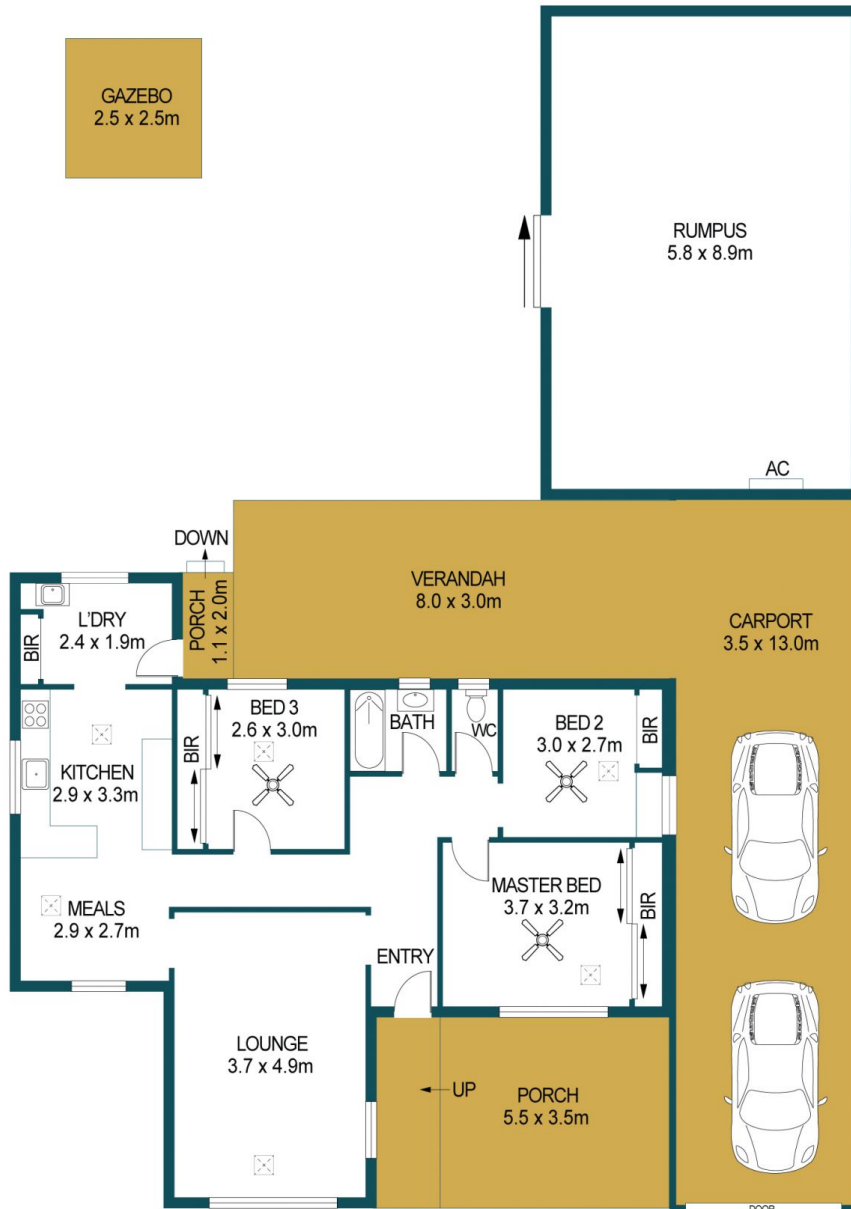 GAZEBO
2.5 x 2.5m
RUMPUS
5.8 x 8.9m
AC
DOWN
PORCH
1.1 x 2.0m
VERANDAH
8.0 x 3.0m
CARPORT
3.5 x 13.0m
L'DRY
2.4 x 1.9m
BIR
BED 3
2.6 x 3.0m
BIR
BATH
WC
BED 2
3.0 x 2.7m
BIR
KITCHEN
2.9 x 3.3m
MEALS
2.9 x 2.7m
MASTER BED
3.7 x 3.2m
BIR
ENTRY
LOUNGE
3.7 x 4.9m
UP
PORCH
5.5 x 3.5m
DOOR